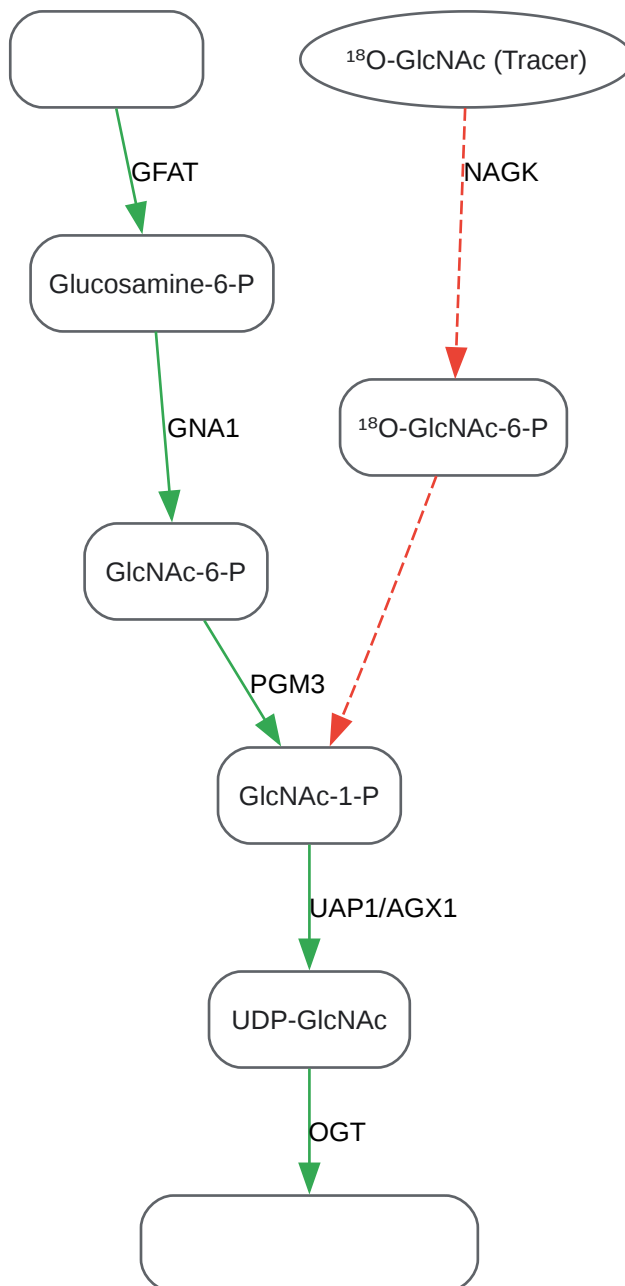 ¹⁸O-GlcNAc (Tracer)
GFAT
NAGK
Glucosamine-6-P
GNA1
¹⁸O-GlcNAc-6-P
GlcNAc-6-P
PGM3
GlcNAc-1-P
UAP1/AGX1
UDP-GlcNAc
OGT